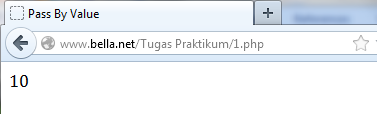 Pass By Value
www.bella.net/Tugas Praktikum/1.php
10